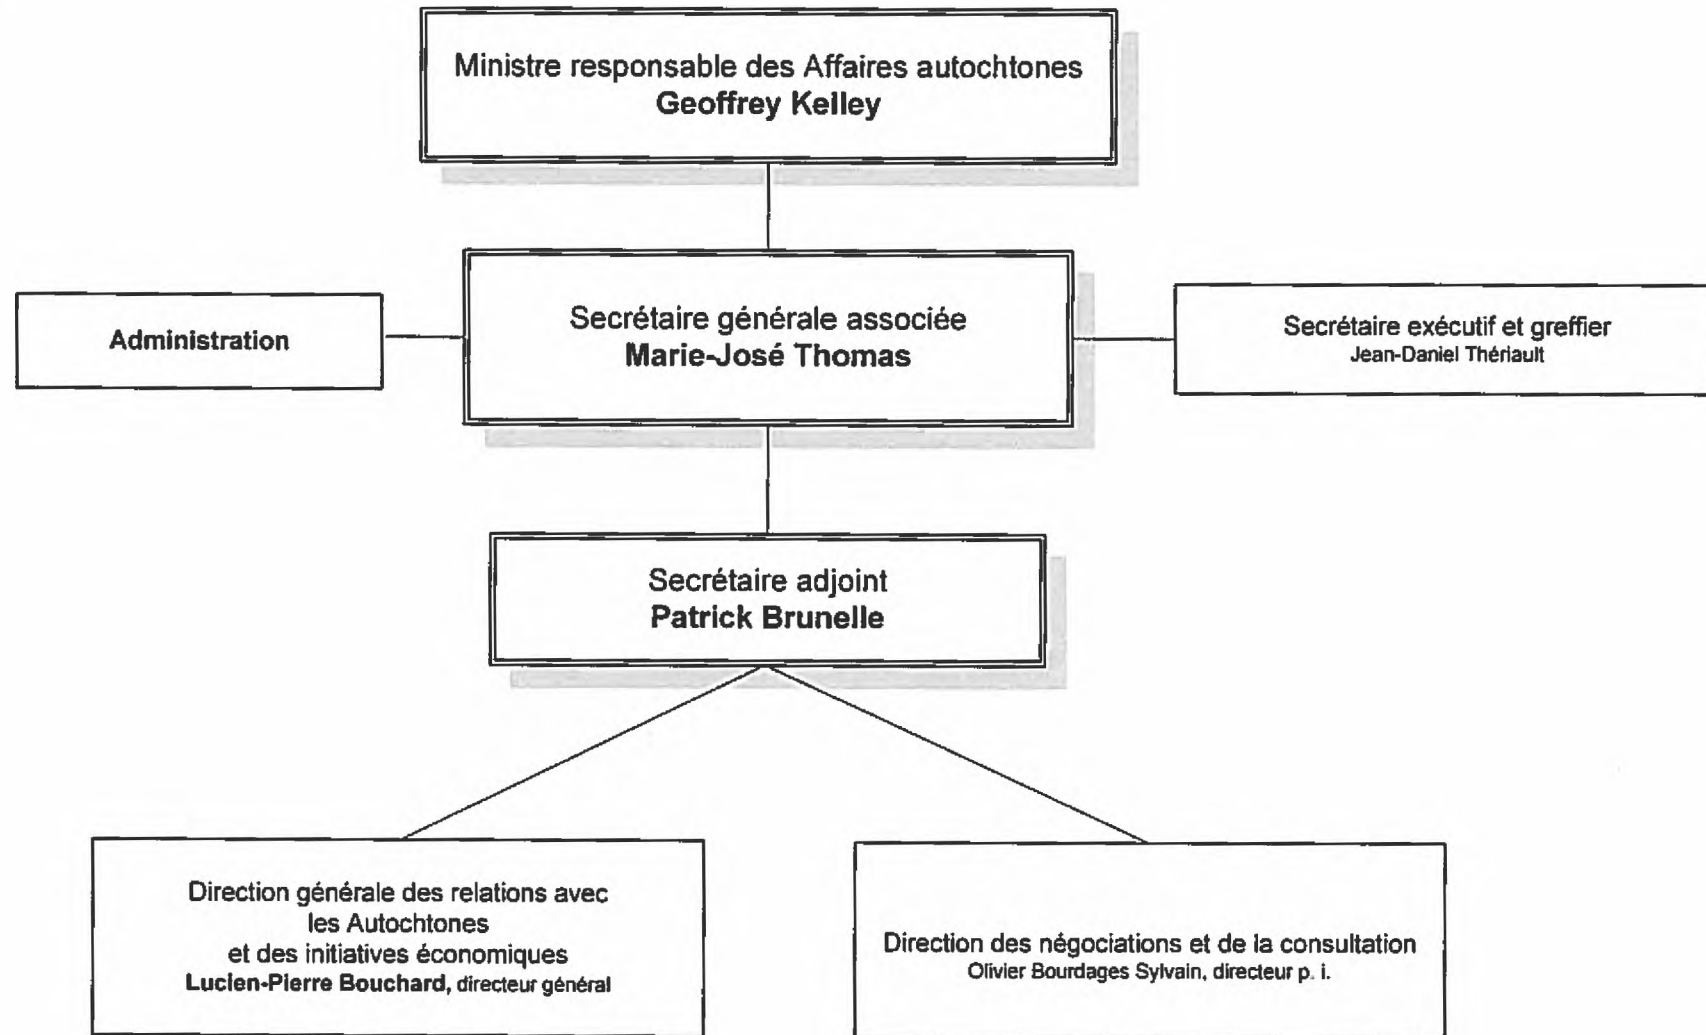 Ministre responsable des Affaires autochtones
Geoffrey Kelley
Administration
Secrétaire générale associée
Marie-José Thomas
Secrétaire exécutif et greffier
Jean-Daniel Thériault
Secrétaire adjoint
Patrick Brunelle
Direction générale des relations avec
les Autochtones
et des initiatives économiques
Lucien-Pierre Bouchard, directeur général
Direction des négociations et de la consultation
Olivier Bourdages Sylvain, directeur p. i.